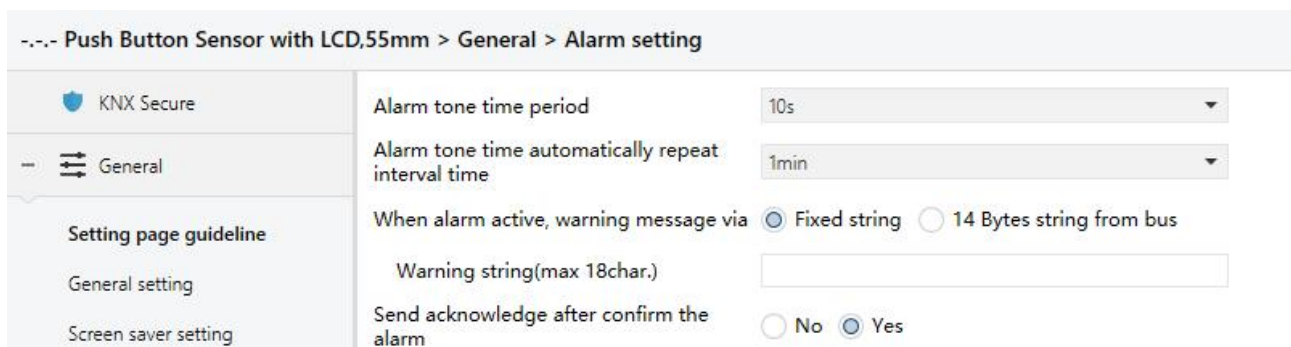 -.-.- Push Button Sensor with LCD,55mm > General > Alarm setting
KNX Secure
General
Setting page guideline
General setting
Screen saver setting
Alarm tone time period 10s
Alarm tone time automatically repeat
interval time 1min
When alarm active, warning message via Fixed string 14 Bytes string from bus
Warning string(max 18char.)
Send acknowledge after confirm the
alarm No Yes